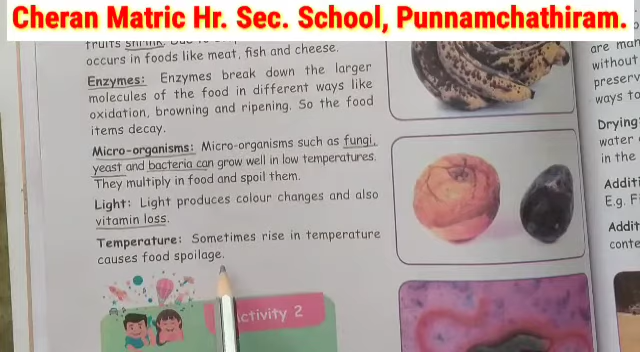 Cheran Matric Hr. Sec. School, Punnamchathiram.
fruits shrink.
occurs in foods like meat, fish and cheese.
Enzymes: Enzymes break down the larger
molecules of the food in different ways like
oxidation, browning and ripening. So the food
items decay.
Micro-organisms: Micro-organisms such as fungi,
yeast and bacteria can grow well in low temperatures.
They multiply in food and spoil them.
Light: Light produces colour changes and also
vitamin loss.
Temperature: Sometimes rise in temperature
causes food spoilage.
ctivity 2
are
without
preserv
ways to
Drying:
water
in the
Additi
E.g. F
Addit
conte